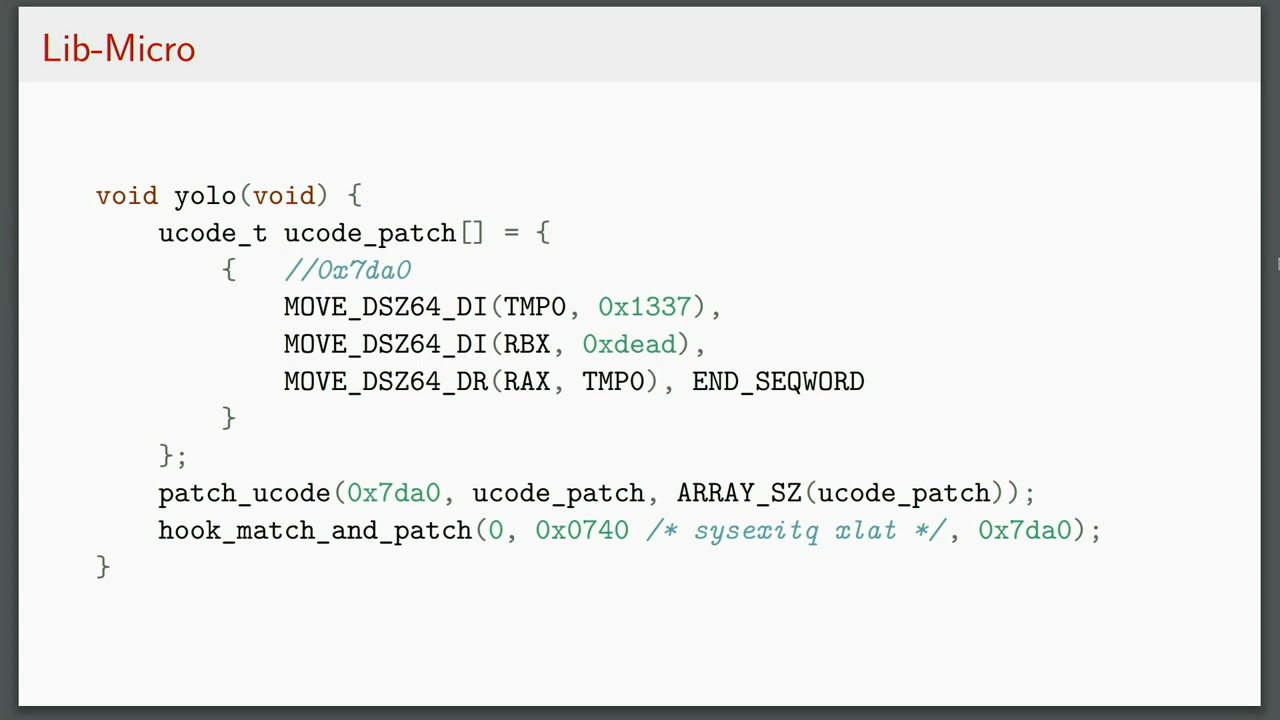 Lib-Micro
void yolo(void) {
    ucode_t ucode_patch[] = {
        {   //0x7da0
            MOVE_DSZ64_DI(TMP0, 0x1337),
            MOVE_DSZ64_DI(RBX, 0xdead),
            MOVE_DSZ64_DR(RAX, TMP0), END_SEQWORD
        }
    };
    patch_ucode(0x7da0, ucode_patch, ARRAY_SZ(ucode_patch));
    hook_match_and_patch(0, 0x0740 /* sysexitq xlat */, 0x7da0);
}